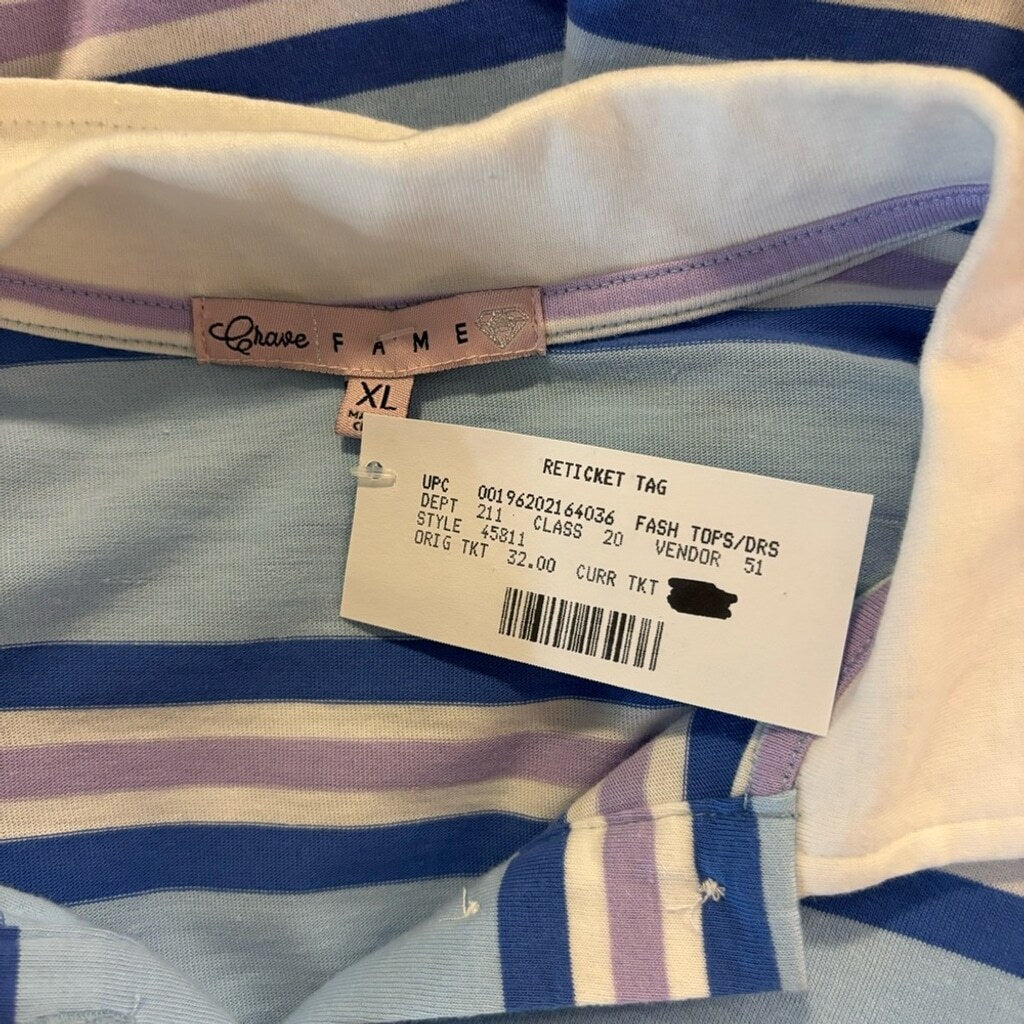 Crave FAME
XL
RETICKET TAG
UPC 00196202164036 FASH TOPS/DRS
DEPT 211 CLASS 20 VENDOR 51
STYLE 45811
ORIG TKT 32.00 CURR TKT